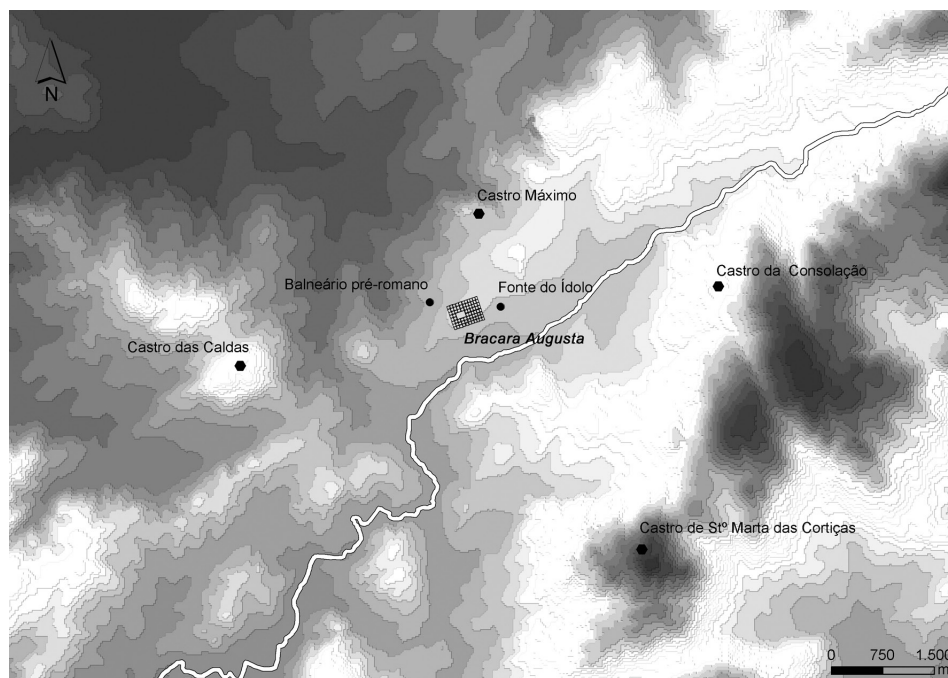 N
Castro Máximo
Castro da Consolação
Balneário pré-romano
Fonte do Ídolo
Bracara Augusta
Castro das Caldas
Castro de Stº Marta das Cortiças
0 750 1.500
m